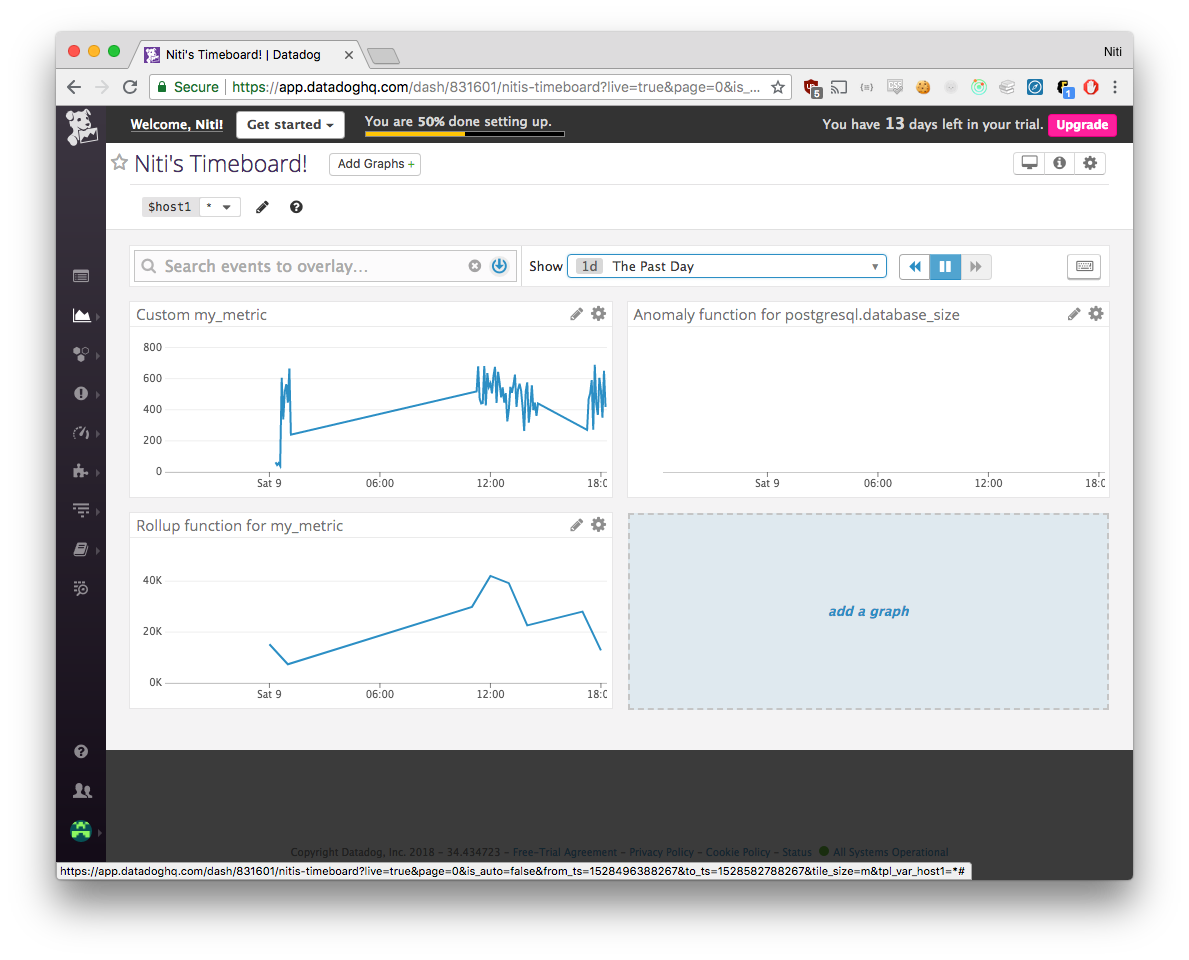 Niti's Timeboard! | Datadog
Niti
Secure https://app.datadoghq.com/dash/831601/nitis-timeboard?live=true&page=0&is_...
5
1
Welcome, Niti!
Get started
You are 50% done setting up.
You have 13 days left in your trial.
Upgrade
Niti's Timeboard!
Add Graphs +
$host1 *
Search events to overlay...
Show 1d The Past Day
Custom my_metric
800
600
400
200
0
Sat 9 06:00 12:00 18:0
Anomaly function for postgresql.database_size
Sat 9 06:00 12:00 18:0
Rollup function for my_metric
40K
20K
0K
Sat 9 06:00 12:00 18:0
add a graph
Copyright Datadog, Inc. 2018 - 34.434723 - Free-Trial Agreement - Privacy Policy - Cookie Policy - Status All Systems Operational
https://app.datadoghq.com/dash/831601/nitis-timeboard?live=true&page=0&is_auto=false&from_ts=1528496388267&to_ts=1528582788267&tile_size=m&tpl_var_host1=*#